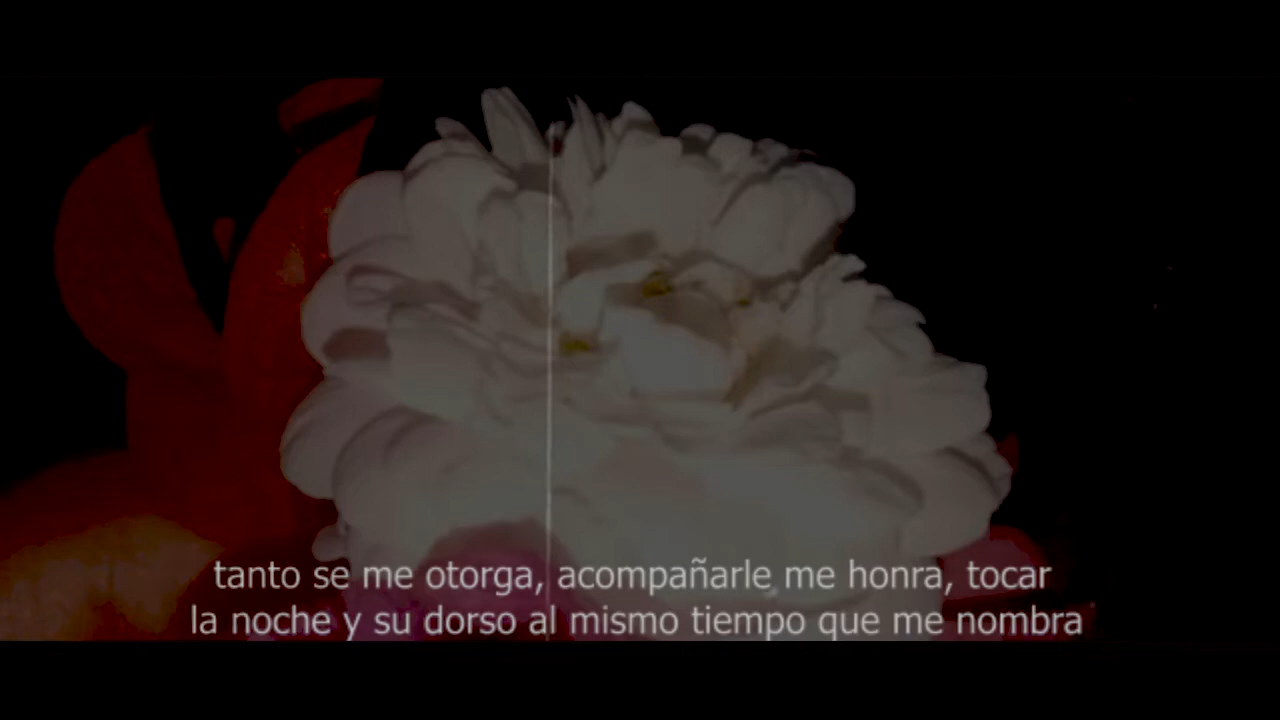 tanto se me otorga, acompañarle me honra, tocar
la noche y su dorso al mismo tiempo que me nombra